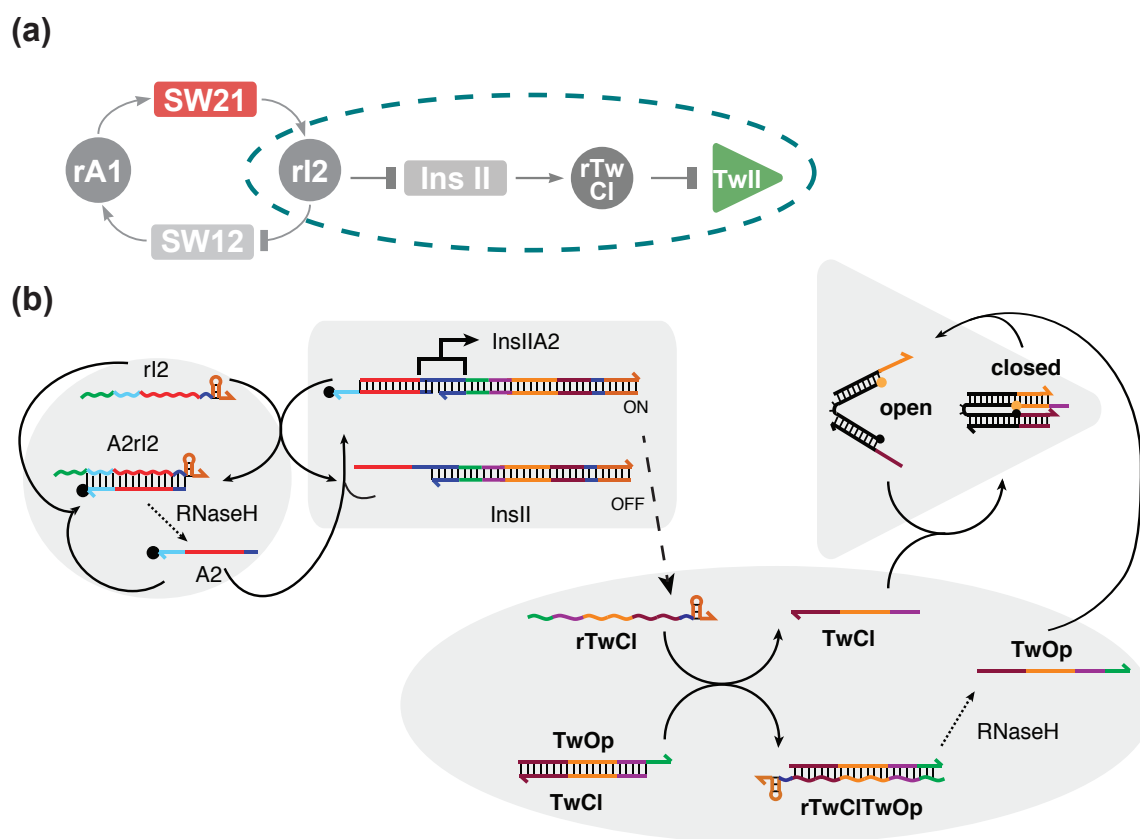 (a)
SW21
rA1
rI2
Ins II
rTw
CI
TwII
SW12
(b)
InsIIA2
rI2
ON
A2rI2
RNaseH
A2
InsII
OFF
closed
open
rTwCI
TwCI
TwOp
RNaseH
TwOp
TwCI
rTwCITwOp